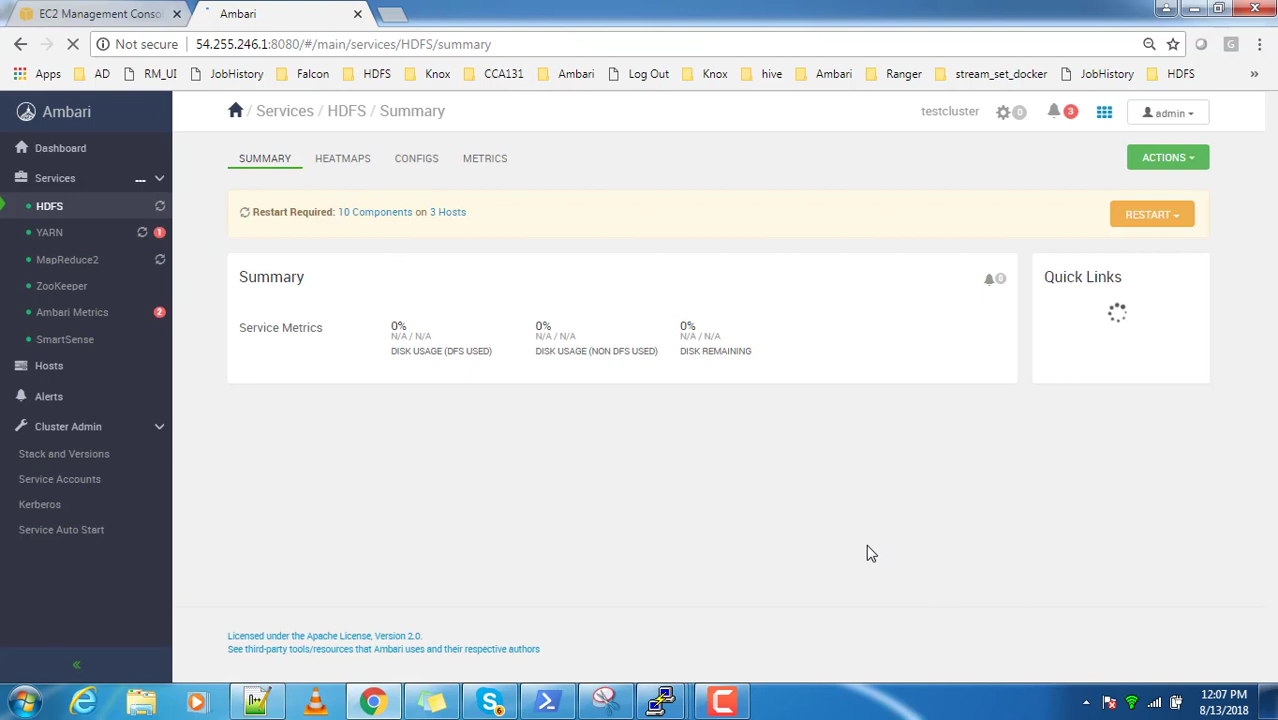 EC2 Management Conso
Ambari
Not secure 54.255.246.1:8080/#/main/services/HDFS/summary
Apps AD RM_UI JobHistory Falcon HDFS Knox CCA131 Ambari Log Out Knox hive Ambari Ranger stream_set_docker JobHistory HDFS »
Ambari
/ Services / HDFS / Summary
testcluster 0 3 admin
Dashboard
Services
HDFS
YARN 1
MapReduce2
ZooKeeper
Ambari Metrics 2
SmartSense
Hosts
Alerts
Cluster Admin
Stack and Versions
Service Accounts
Kerberos
Service Auto Start
«
SUMMARY HEATMAPS CONFIGS METRICS
ACTIONS
Restart Required: 10 Components on 3 Hosts
RESTART
Summary
0
Service Metrics
0%
N/A / N/A
DISK USAGE (DFS USED)
0%
N/A / N/A
DISK USAGE (NON DFS USED)
0%
N/A / N/A
DISK REMAINING
Quick Links
Licensed under the Apache License, Version 2.0.
See third-party tools/resources that Ambari uses and their respective authors
6
12:07 PM
8/13/2018